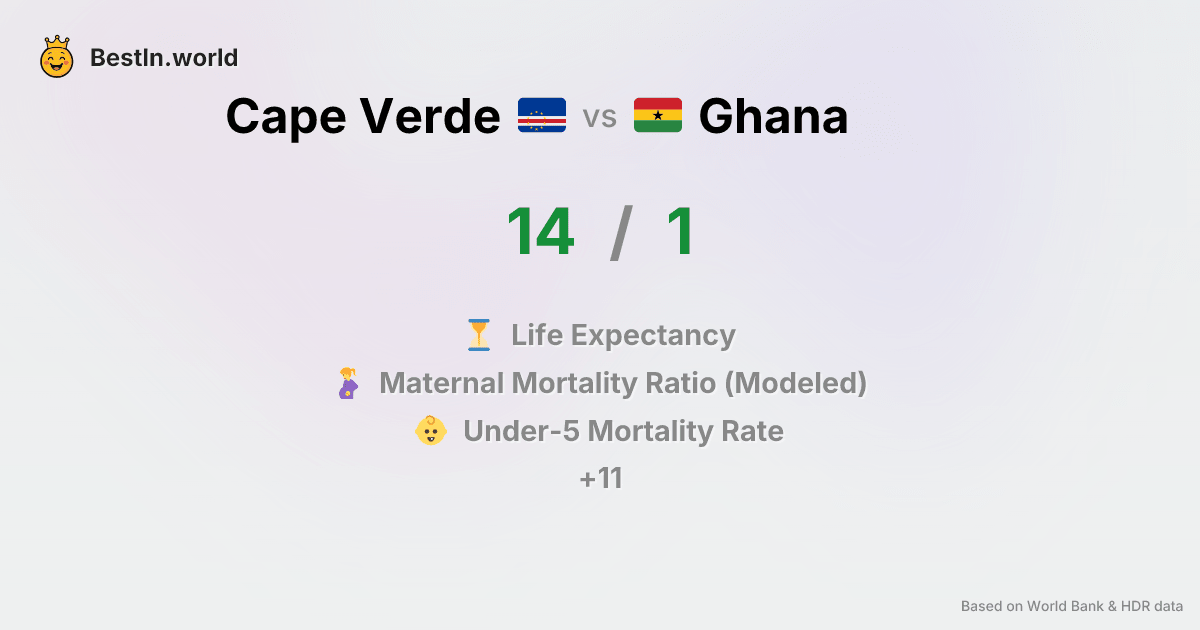 BestIn.world
Cape Verde vs Ghana
14 / 1
Life Expectancy
Maternal Mortality Ratio (Modeled)
Under-5 Mortality Rate
+11
Based on World Bank & HDR data